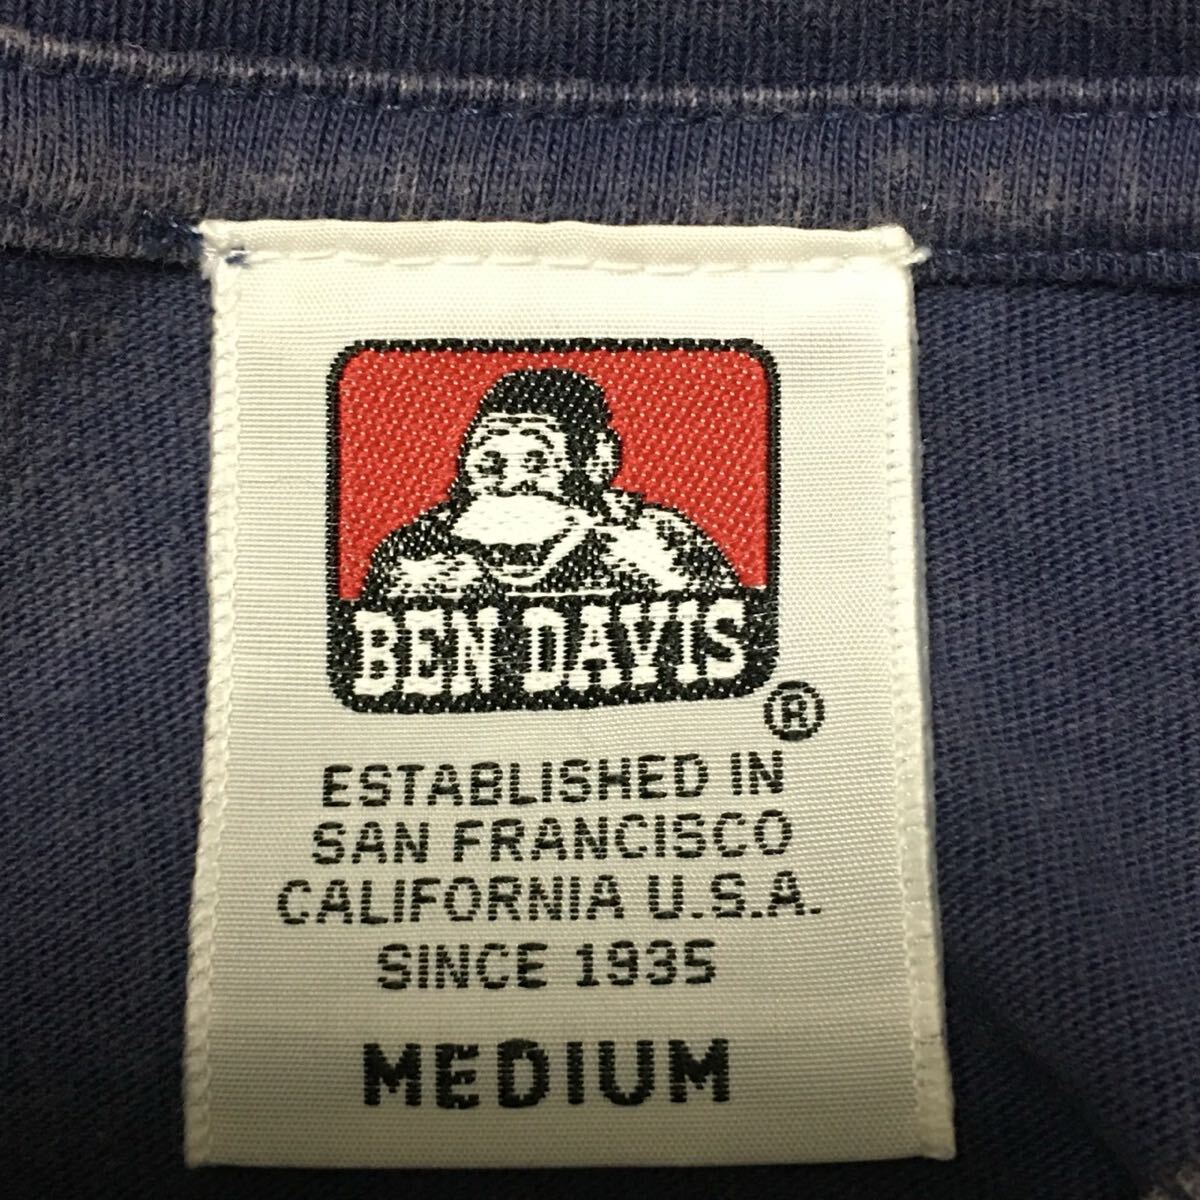 BEN DAVIS
®
ESTABLISHED IN
SAN FRANCISCO
CALIFORNIA U.S.A.
SINCE 1935
MEDIUM